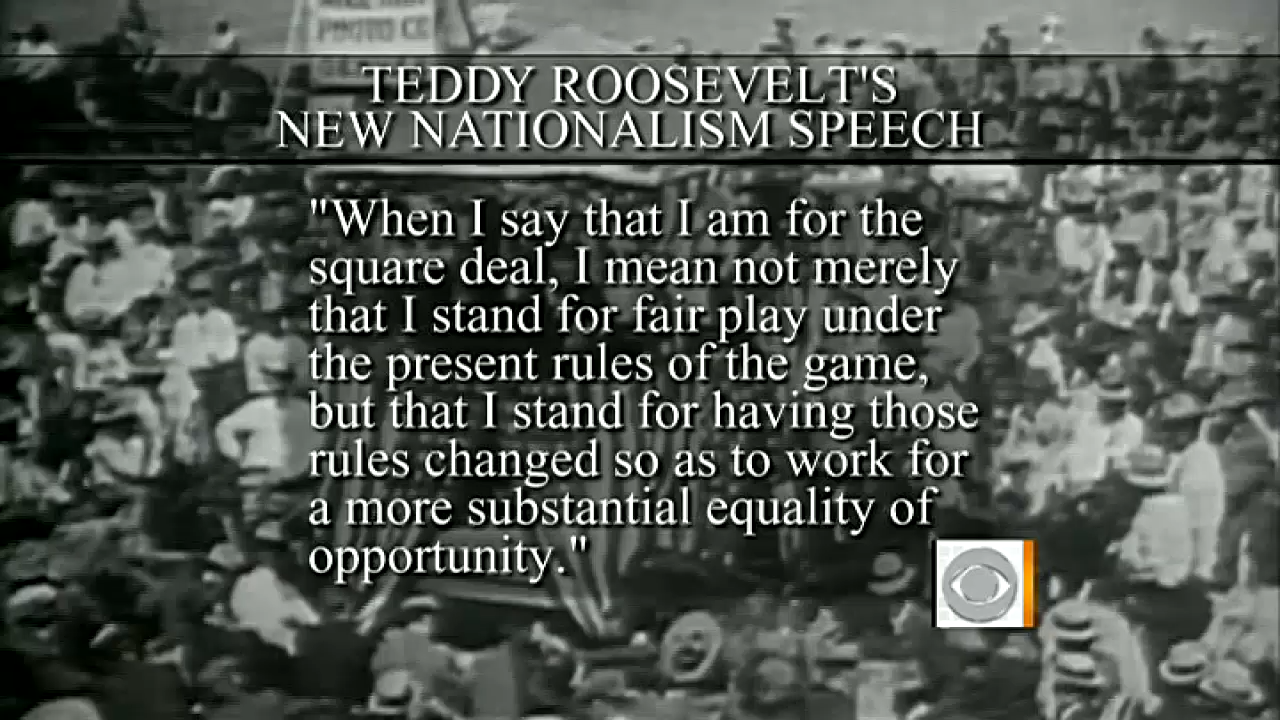 PHOTO CO
TEDDY ROOSEVELT'S
NEW NATIONALISM SPEECH
"When I say that I am for the
square deal, I mean not merely
that I stand for fair play under
the present rules of the game,
but that I stand for having those
rules changed so as to work for
a more substantial equality of
opportunity."